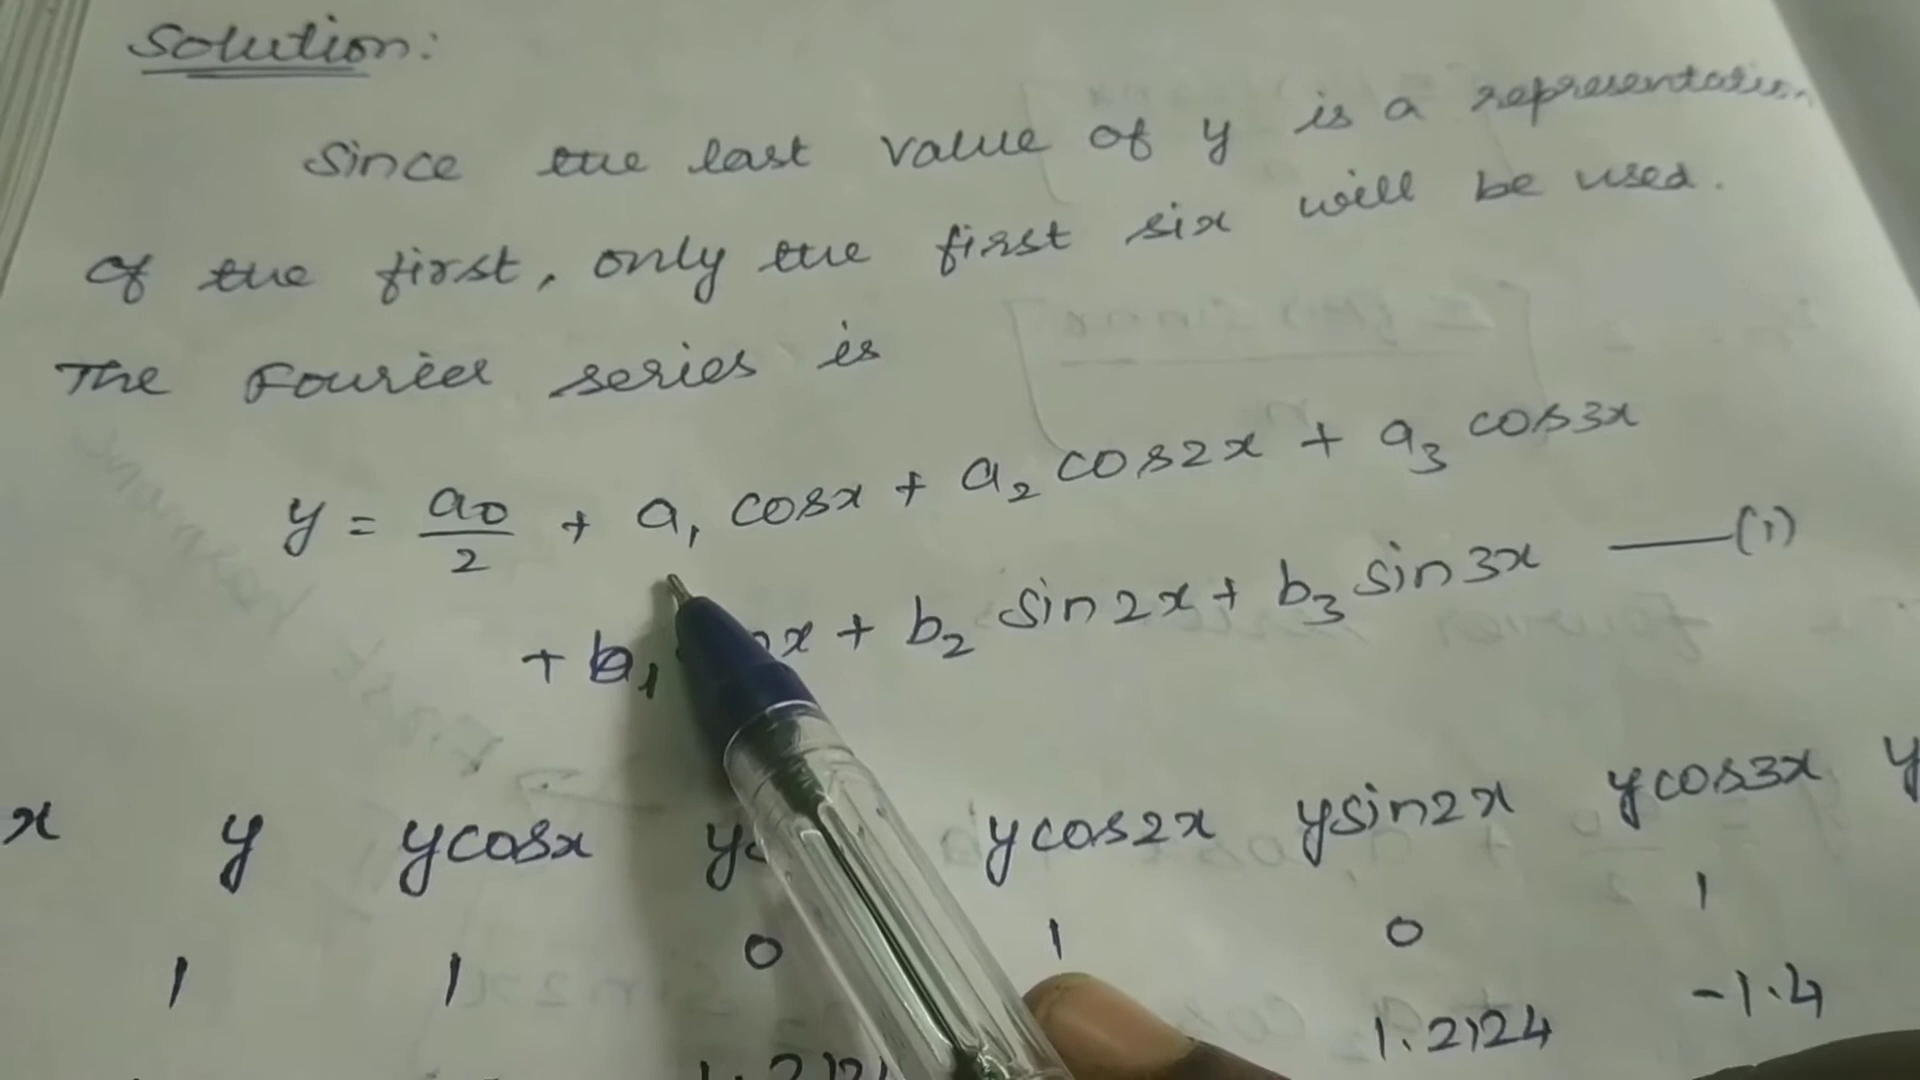 Solution:
Since the last value of y is a representation
Of the first, only the first six will be used.
The Fourier series is
y = a0/2 + a1 cosx + a2 cos2x + a3 cos3x
+ b1 x + b2 sin2x + b3 sin3x —(1)
x y ycosx y ycos2x ysin2x ycos3x y
1 1 0 1 0 1
1.2124 -1.4